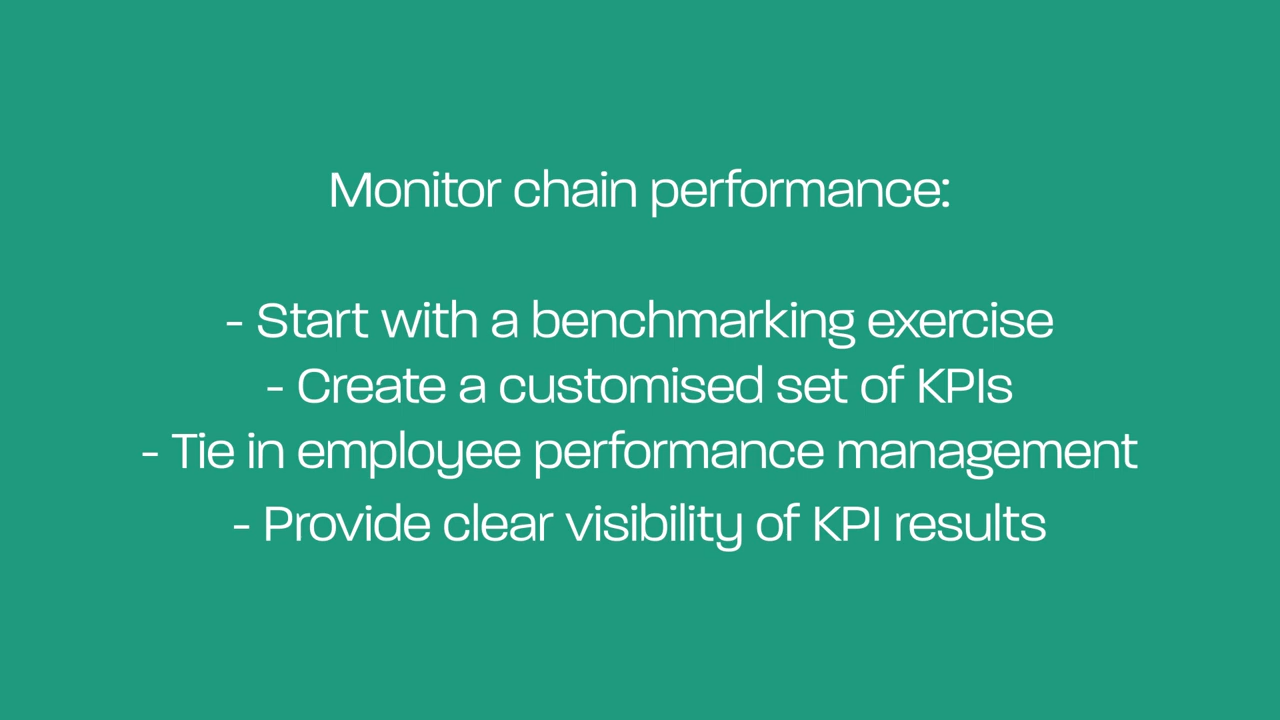 Monitor chain performance:
- Start with a benchmarking exercise
- Create a customised set of KPIs
- Tie in employee performance management
- Provide clear visibility of KPI results